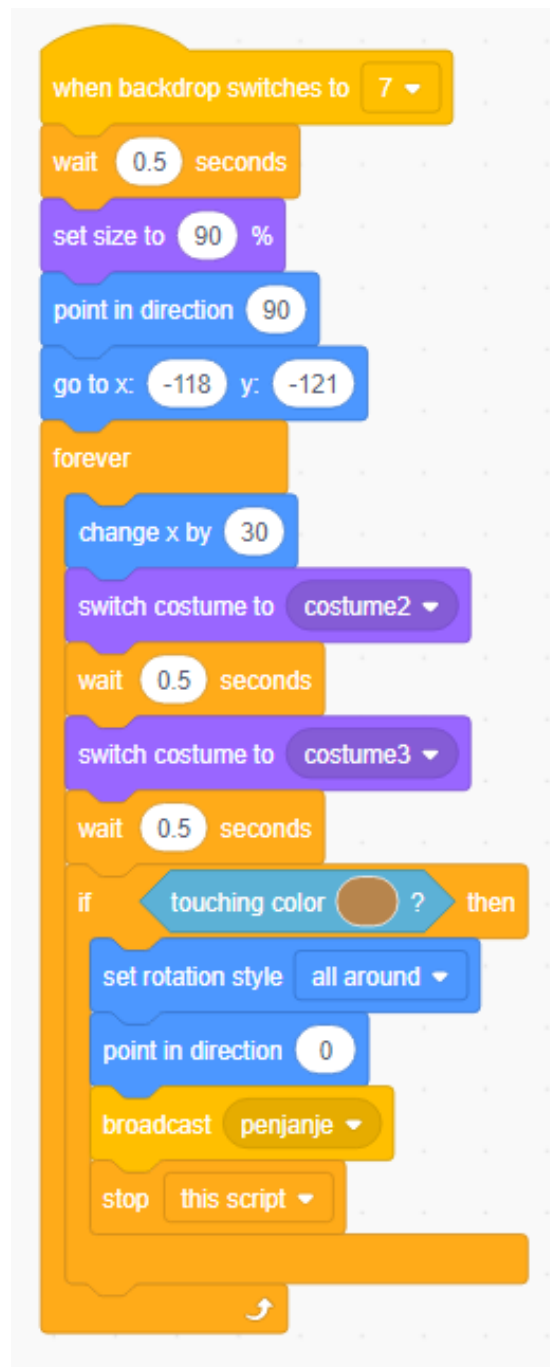 when backdrop switches to 7
wait 0.5 seconds
set size to 90 %
point in direction 90
go to x: -118 y: -121
forever
change x by 30
switch costume to costume2
wait 0.5 seconds
switch costume to costume3
wait 0.5 seconds
if touching color ? then
set rotation style all around
point in direction 0
broadcast penjanje
stop this script